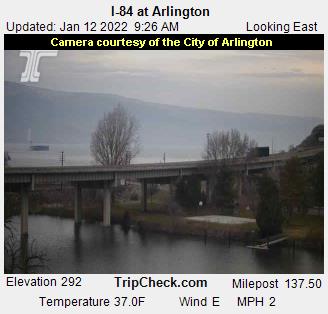 I-84 at Arlington
Updated: Jan 12 2022 9:26 AM Looking East
Camera courtesy of the City of Arlington
Elevation 292 TripCheck.com Milepost 137.50
Temperature 37.0F Wind E MPH 2